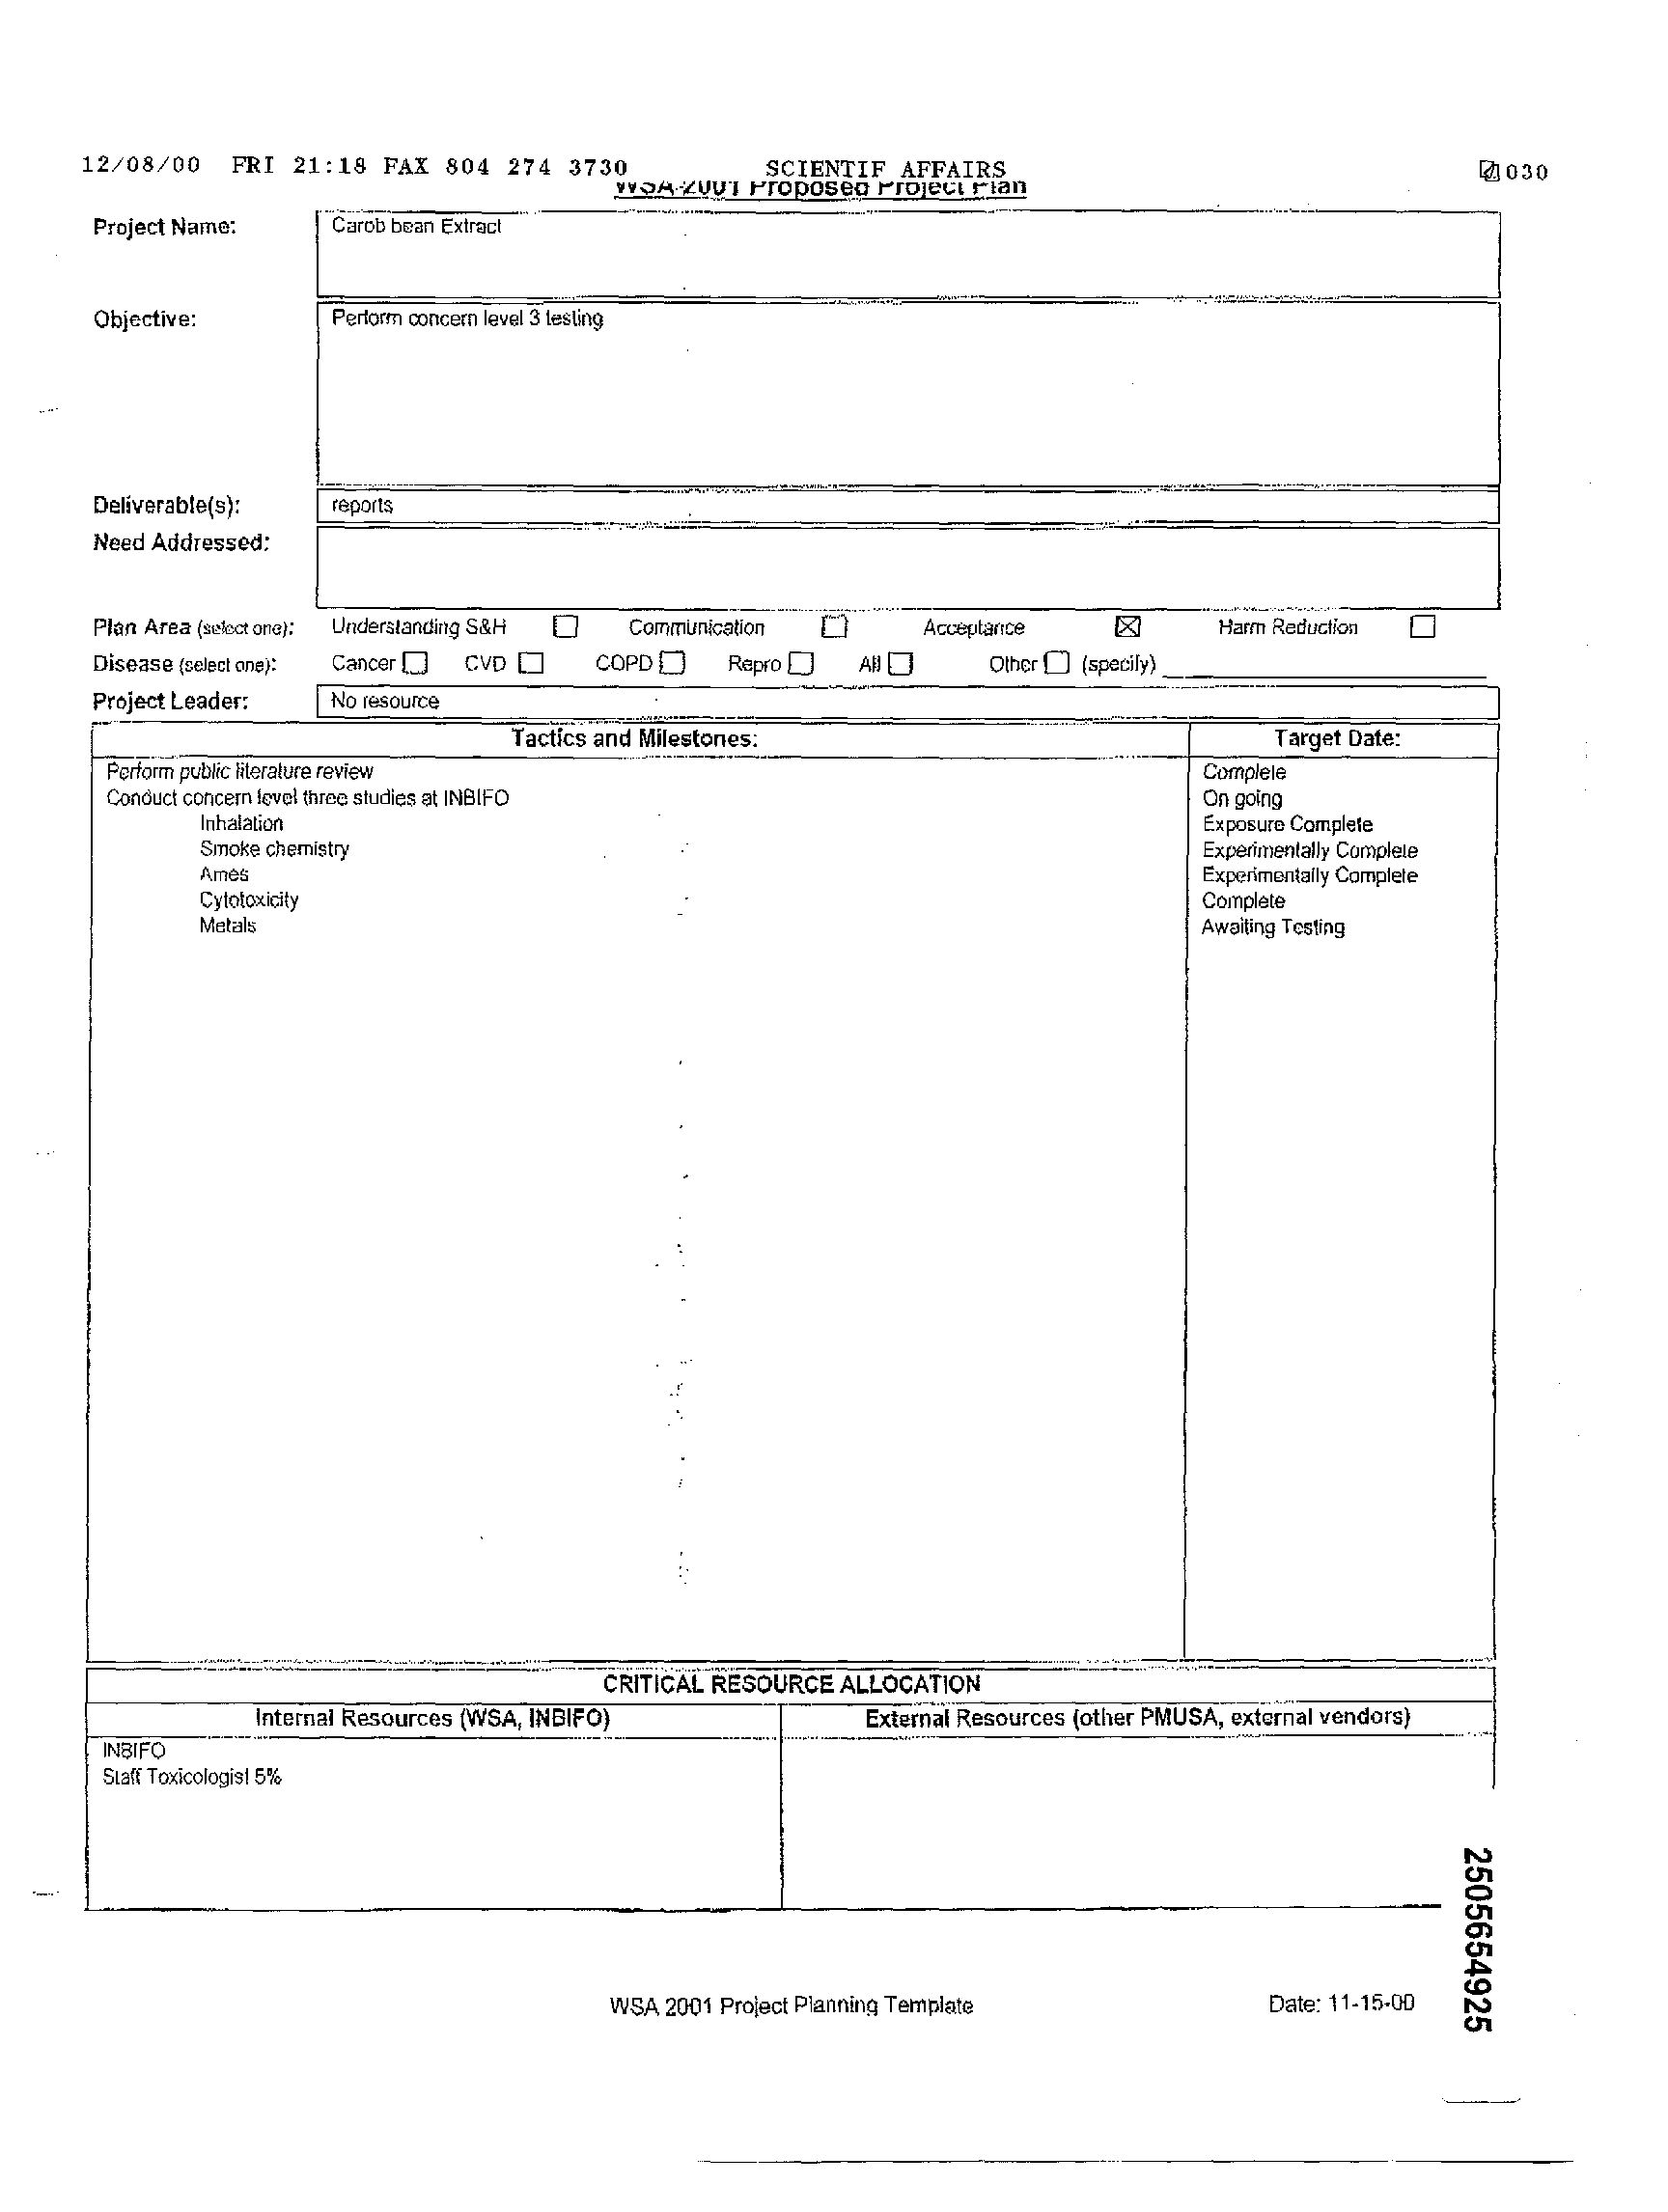 12/08/00 FRI 21:18 FAX 804 274 3730 SCIENTIF AFFAIRS 030
WSA-2001 Proposed Project Plan
Project Name: Carob bean Extract
Objective: Perform concern level 3 testing
Deliverable(s): reports
Need Addressed:
Plan Area (select one): Understanding S&H ☐ Communication ☐ Acceptance ☒ Harm Reduction ☐
Disease (select one): Cancer ☐ CVD ☐ COPD ☐ Repro ☐ All ☐ Other ☐ (specify)
Project Leader: No resource
Tactics and Milestones: Target Date:
Perform public literature review Complete
Conduct concern level three studies at INBIFO On going
Inhalation Exposure Complete
Smoke chemistry Experimentally Complete
Ames Experimentally Complete
Cytotoxicity Complete
Metals Awaiting Testing
CRITICAL RESOURCE ALLOCATION
Internal Resources (WSA, INBIFO) External Resources (other PMUSA, external vendors)
INBIFO
Staff Toxicologist 5%
2505654925
WSA 2001 Project Planning Template Date: 11-15-00